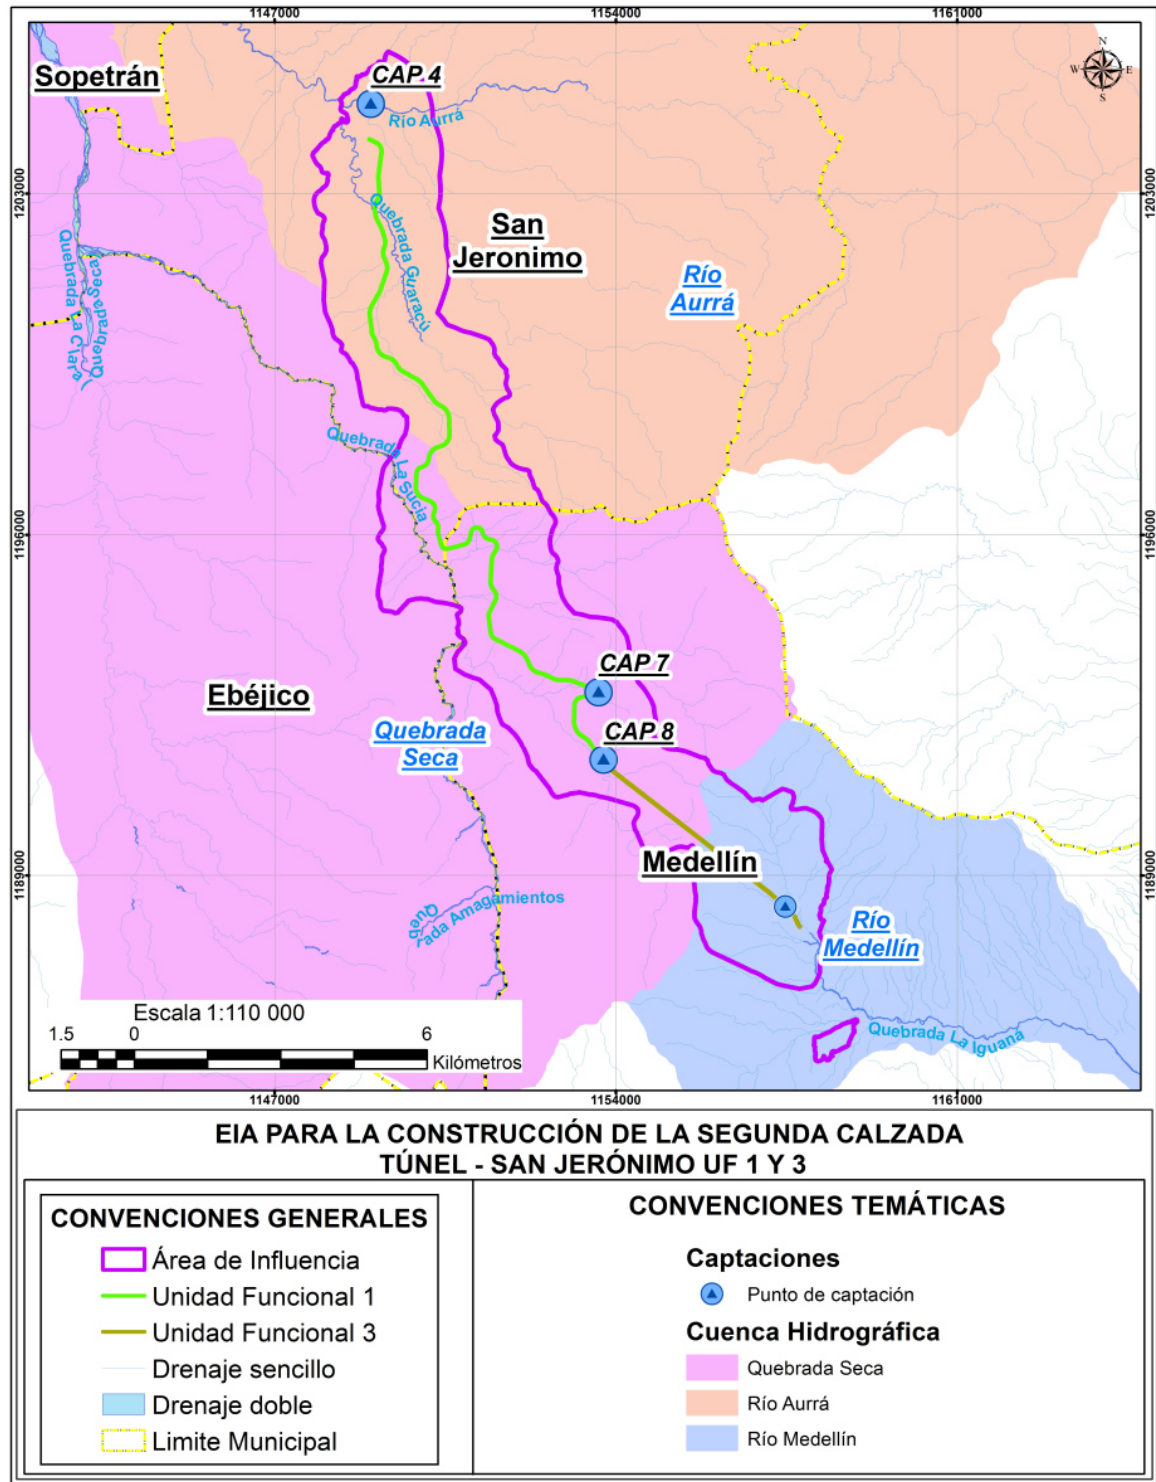 1147000
1154000
1161000
N
W
E
S
Sopetrán
CAP 4
Río Aurrá
1203000
1203000
Quebrada Guaracú
San
Jeronimo
Río
Aurrá
Quebrada La Clara
(Quebrada Seca)
Quebrada La Sucia
1196000
1196000
CAP 7
Ebéjico
Quebrada
Seca
CAP 8
Medellín
1189000
1189000
Queb
rada Amagamientos
Río
Medellín
Quebrada La Iguaná
Escala 1:110 000
1.5
0
6
Kilómetros
1147000
1154000
1161000
EIA PARA LA CONSTRUCCIÓN DE LA SEGUNDA CALZADA
TÚNEL - SAN JERÓNIMO UF 1 Y 3
CONVENCIONES GENERALES
Área de Influencia
Unidad Funcional 1
Unidad Funcional 3
Drenaje sencillo
Drenaje doble
Limite Municipal
CONVENCIONES TEMÁTICAS
Captaciones
Punto de captación
Cuenca Hidrográfica
Quebrada Seca
Río Aurrá
Río Medellín